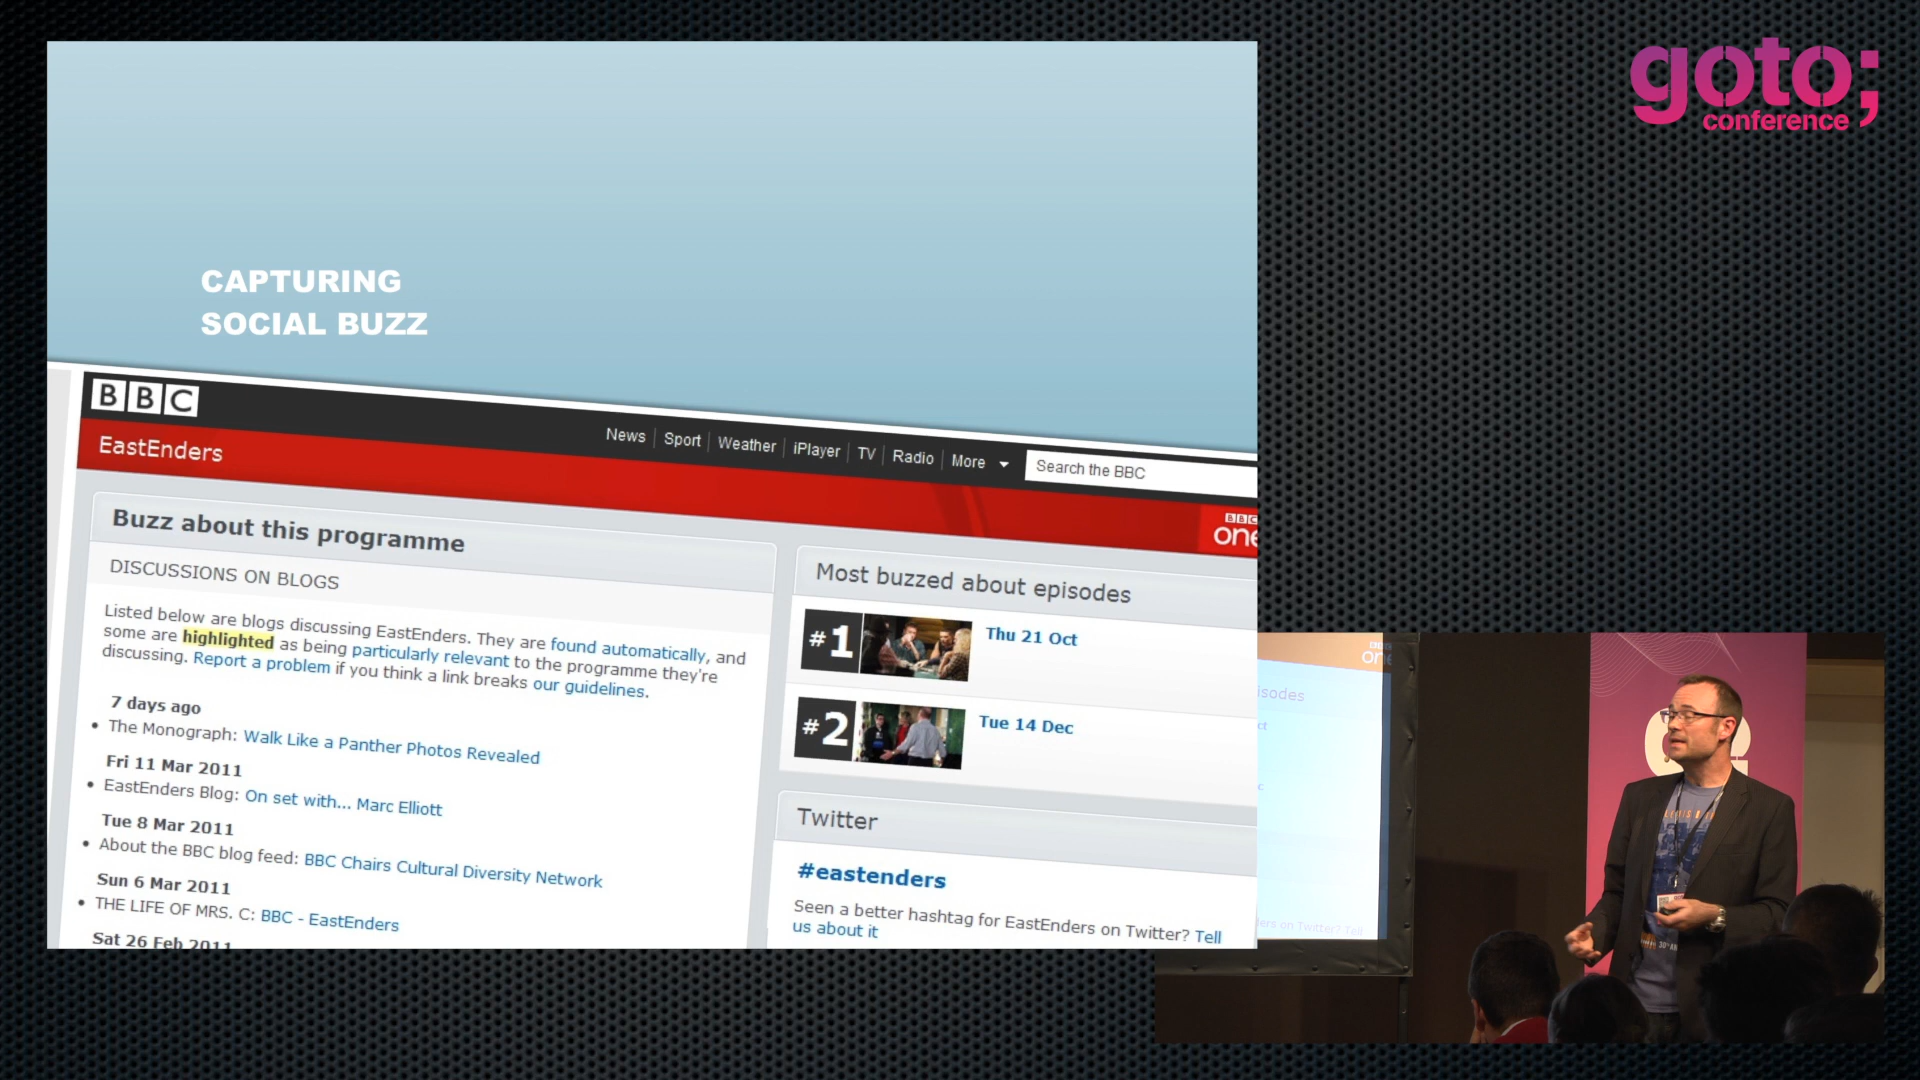 goto;
conference
CAPTURING
SOCIAL BUZZ
BBC
News Sport Weather iPlayer TV Radio More Search the BBC
EastEnders
BBC
one
Buzz about this programme
DISCUSSIONS ON BLOGS
Listed below are blogs discussing EastEnders. They are found automatically, and
some are highlighted as being particularly relevant to the programme they're
discussing. Report a problem if you think a link breaks our guidelines.
7 days ago
• The Monograph: Walk Like a Panther Photos Revealed
Fri 11 Mar 2011
• EastEnders Blog: On set with... Marc Elliott
Tue 8 Mar 2011
• About the BBC blog feed: BBC Chairs Cultural Diversity Network
Sun 6 Mar 2011
• THE LIFE OF MRS. C: BBC - EastEnders
Sat 26 Feb 2011
Most buzzed about episodes
#1 Thu 21 Oct
#2 Tue 14 Dec
Twitter
#eastenders
Seen a better hashtag for EastEnders on Twitter? Tell
us about it